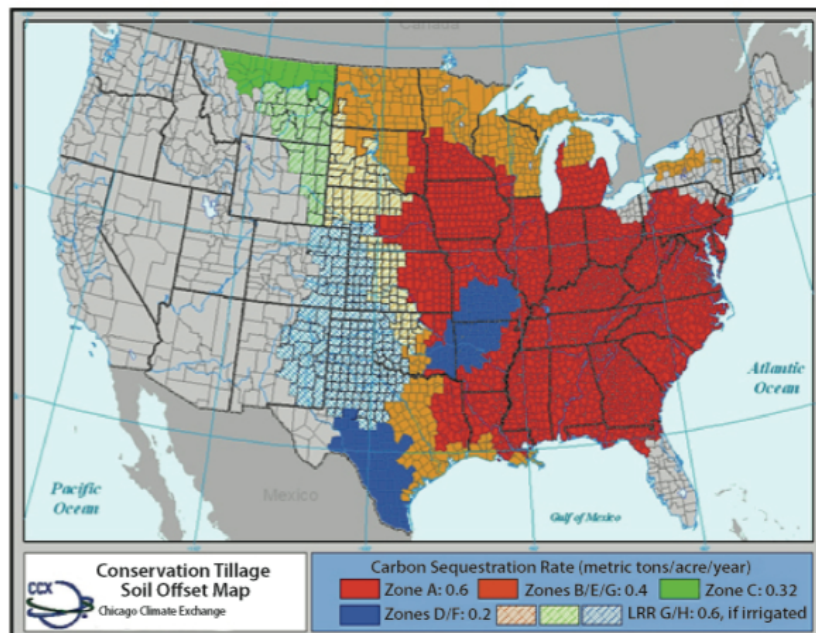 Canada
Atlantic
Ocean
Pacific
Ocean
Mexico
Gulf of Mexico
CCX
Conservation Tillage
Soil Offset Map
Chicago Climate Exchange
Carbon Sequestration Rate (metric tons/acre/year)
Zone A: 0.6 Zones B/E/G: 0.4 Zone C: 0.32
Zones D/F: 0.2 LRR G/H: 0.6, if irrigated